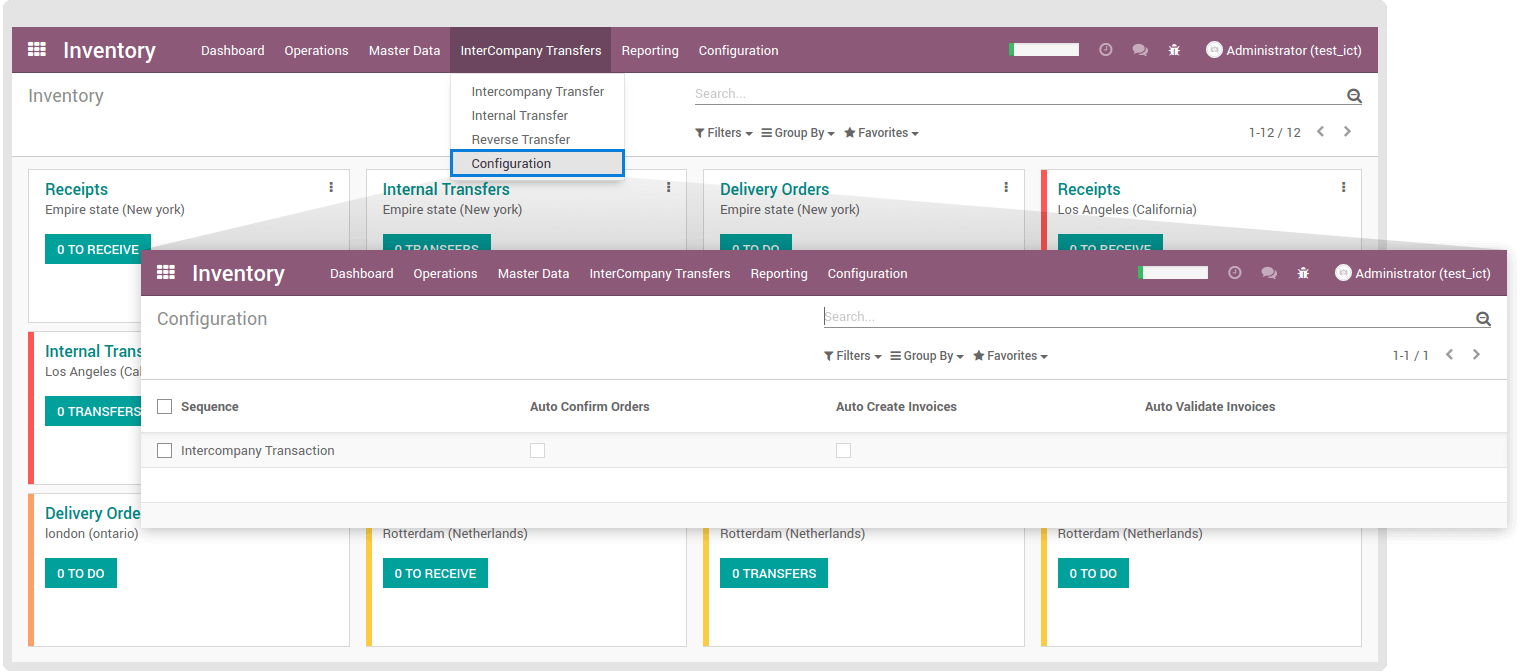 Inventory Dashboard Operations Master Data InterCompany Transfers Reporting Configuration Administrator (test_ict)
Inventory
Search...
Filters Group By Favorites 1-12 / 12
Intercompany Transfer
Internal Transfer
Reverse Transfer
Configuration
Receipts
Empire state (New york)
0 TO RECEIVE
Internal Transfers
Empire state (New york)
0 TRANSFERS
Delivery Orders
Empire state (New york)
0 TO DO
Receipts
Los Angeles (California)
0 TO RECEIVE
Inventory Dashboard Operations Master Data InterCompany Transfers Reporting Configuration Administrator (test_ict)
Configuration
Search...
Filters Group By Favorites 1-1 / 1
Sequence Auto Confirm Orders Auto Create Invoices Auto Validate Invoices
Intercompany Transaction
Internal Trans
Los Angeles (Cal
0 TRANSFERS
Delivery Orde
london (ontario)
0 TO DO
Rotterdam (Netherlands)
0 TO RECEIVE
Rotterdam (Netherlands)
0 TRANSFERS
Rotterdam (Netherlands)
0 TO DO